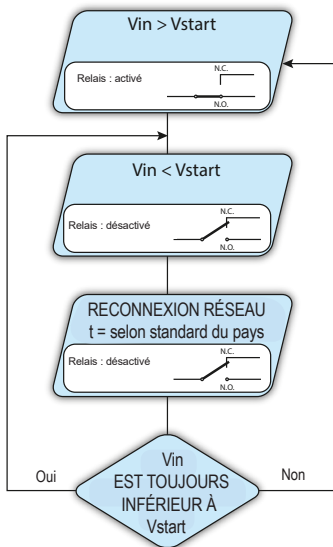 Vin > Vstart
N.C.
Relais : activé
N.O.
Vin < Vstart
N.C.
Relais : désactivé
N.O.
RECONNEXION RÉSEAU
t = selon standard du pays
N.C.
Relais : désactivé
N.O.
Vin
Oui
EST TOUJOURS
Non
INFÉRIEUR À
Vstart